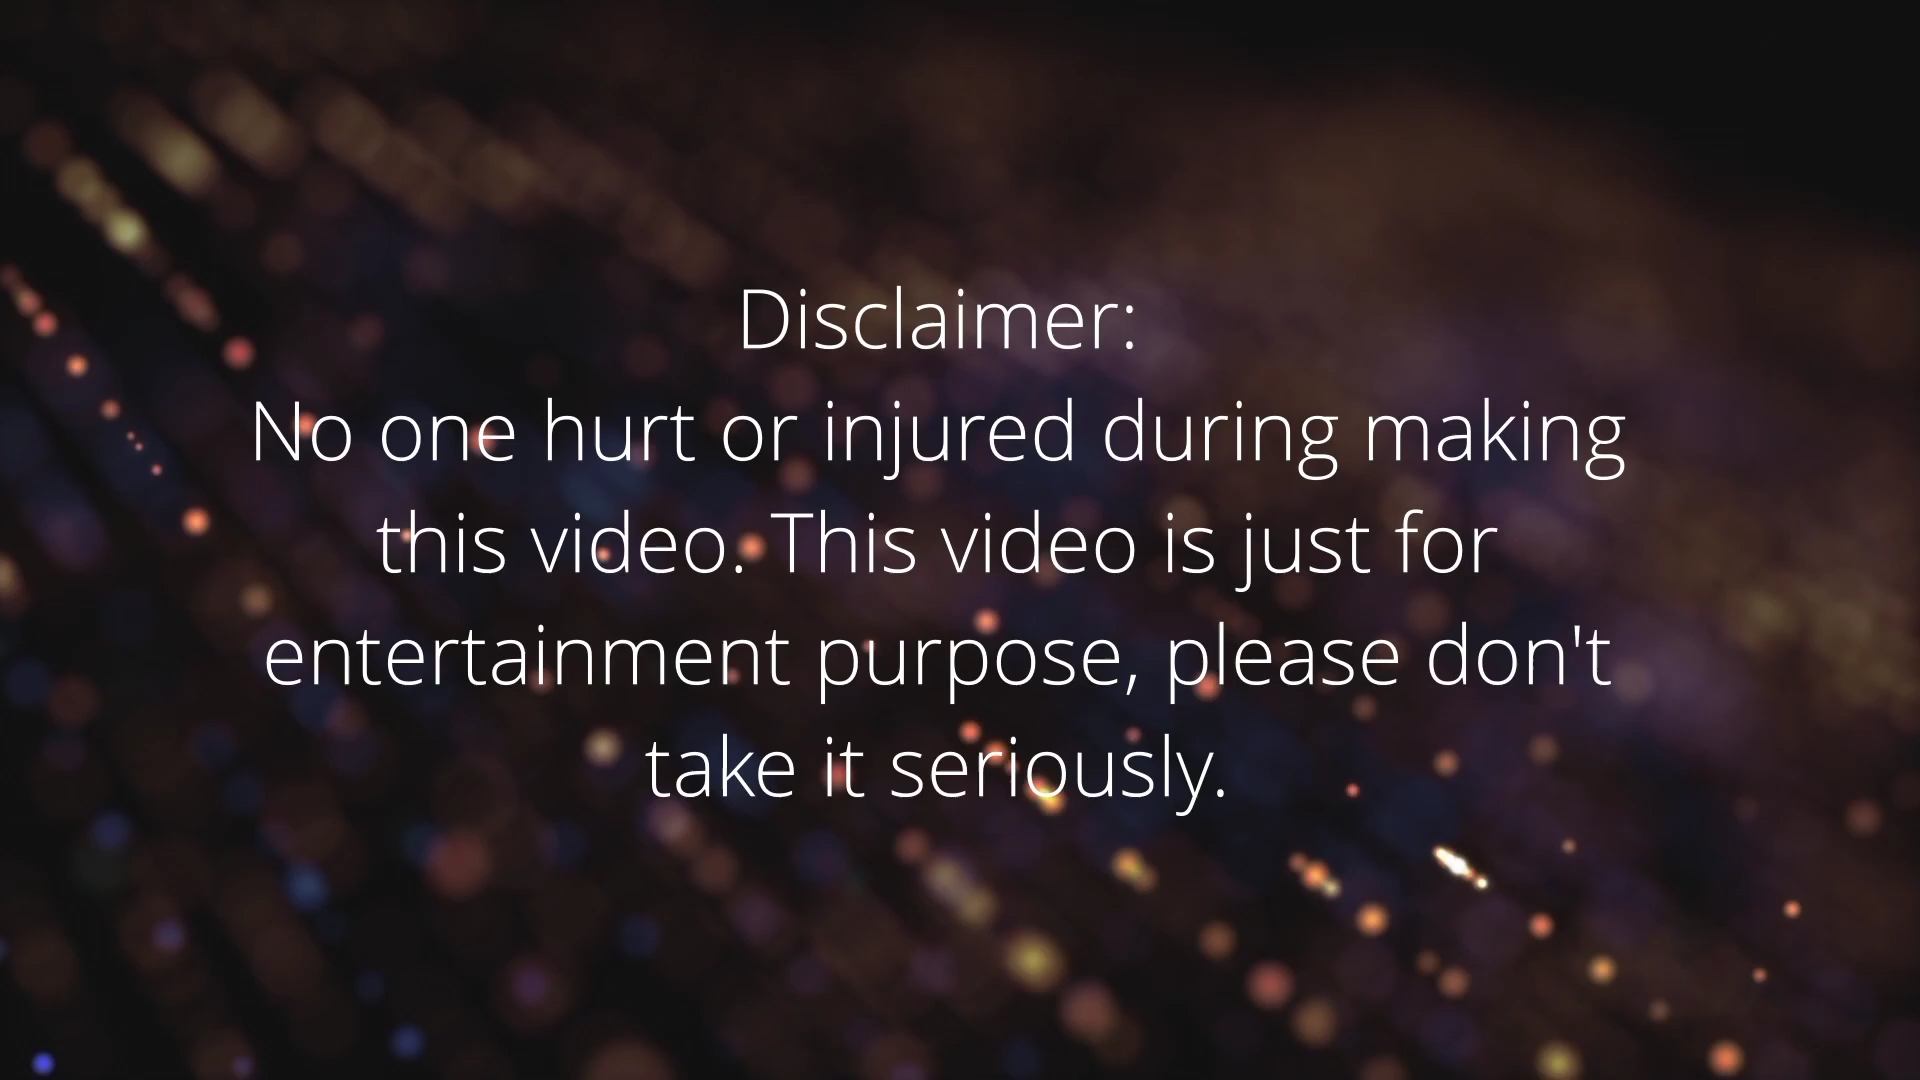 Disclaimer:
No one hurt or injured during making
this video. This video is just for
entertainment purpose, please don't
take it seriously.